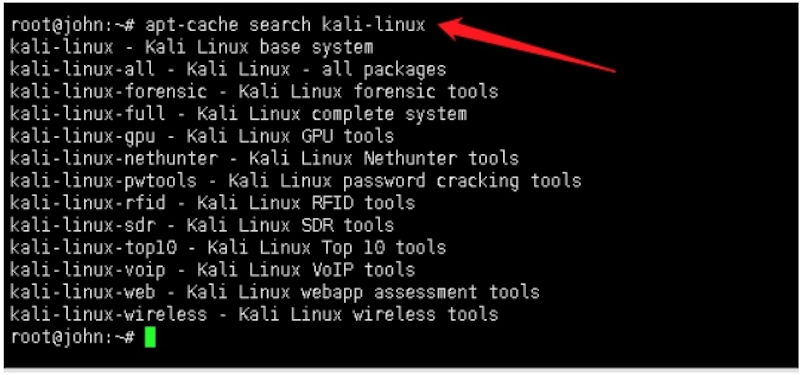 root@john:~# apt-cache search kali-linux
kali-linux - Kali Linux base system
kali-linux-all - Kali Linux - all packages
kali-linux-forensic - Kali Linux forensic tools
kali-linux-full - Kali Linux complete system
kali-linux-gpu - Kali Linux GPU tools
kali-linux-nethunter - Kali Linux Nethunter tools
kali-linux-pwtools - Kali Linux password cracking tools
kali-linux-rfid - Kali Linux RFID tools
kali-linux-sdr - Kali Linux SDR tools
kali-linux-top10 - Kali Linux Top 10 tools
kali-linux-voip - Kali Linux VoIP tools
kali-linux-web - Kali Linux webapp assessment tools
kali-linux-wireless - Kali Linux wireless tools
root@john:~#